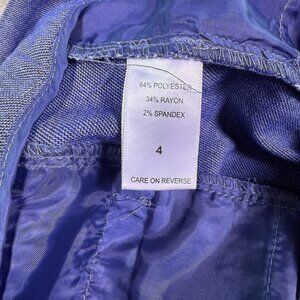 64% POLYESTER
34% RAYON
2% SPANDEX
4
CARE ON REVERSE